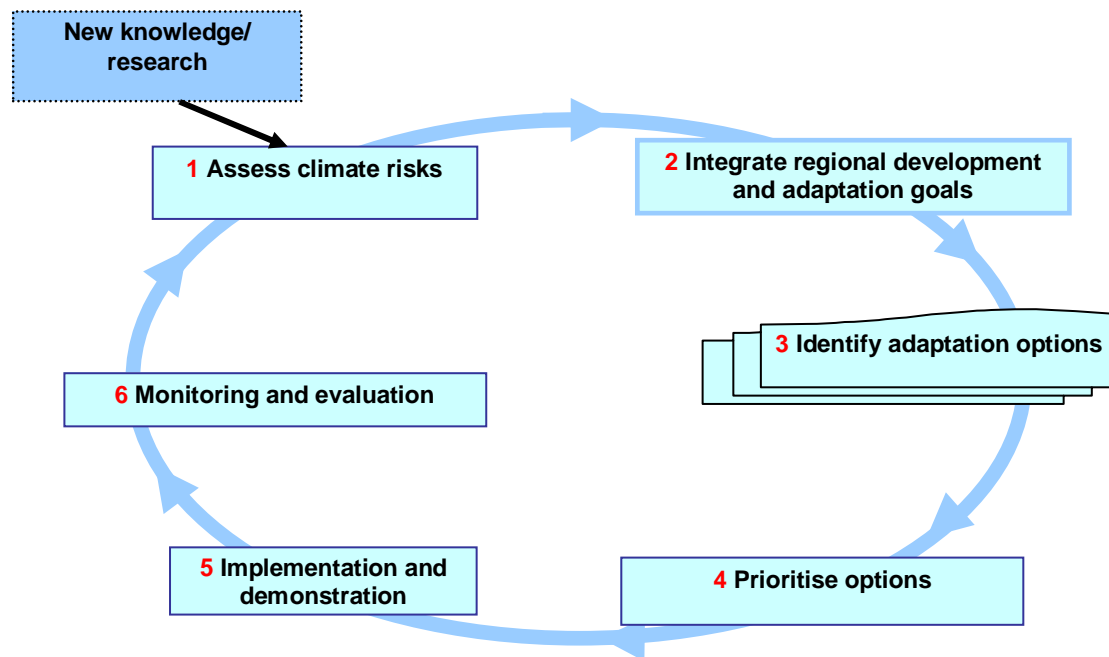 New knowledge/
research
1 Assess climate risks
2 Integrate regional development
and adaptation goals
3 Identify adaptation options
4 Prioritise options
5 Implementation and
demonstration
6 Monitoring and evaluation